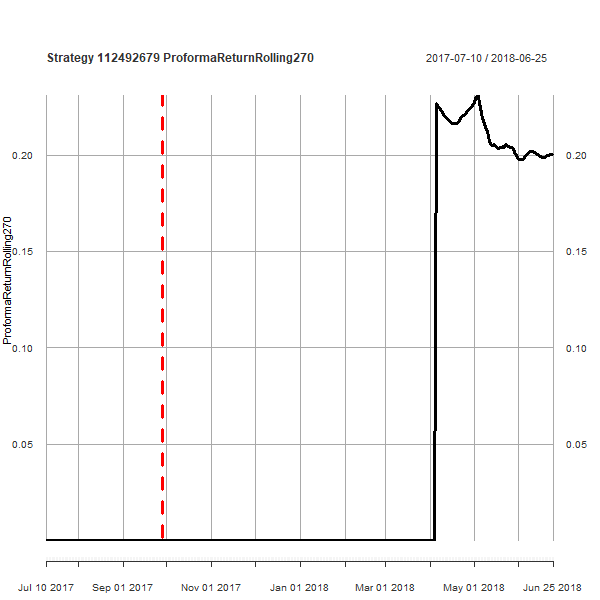 Strategy 112492679 ProformaReturnRolling270
2017-07-10 / 2018-06-25
ProformaReturnRolling270
0.20
0.20
0.15
0.15
0.10
0.10
0.05
0.05
Jul 10 2017
Sep 01 2017
Nov 01 2017
Jan 01 2018
Mar 01 2018
May 01 2018
Jun 25 2018